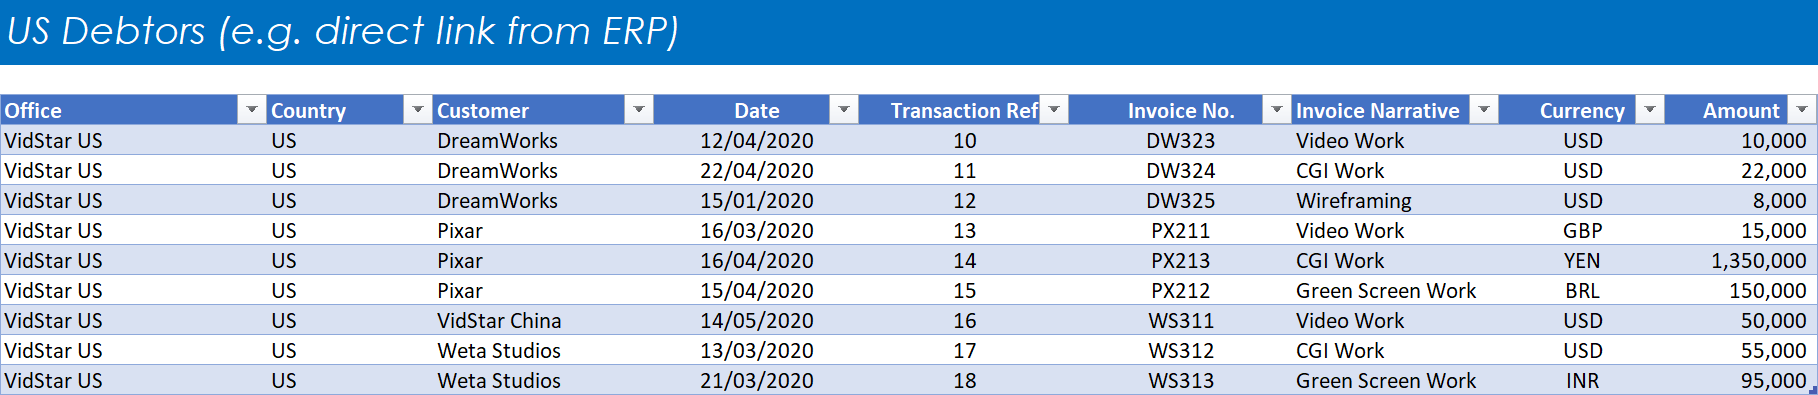 US Debtors (e.g. direct link from ERP)
Office Country Customer Date Transaction Ref Invoice No. Invoice Narrative Currency Amount
VidStar US US DreamWorks 12/04/2020 10 DW323 Video Work USD 10,000
VidStar US US DreamWorks 22/04/2020 11 DW324 CGI Work USD 22,000
VidStar US US DreamWorks 15/01/2020 12 DW325 Wireframing USD 8,000
VidStar US US Pixar 16/03/2020 13 PX211 Video Work GBP 15,000
VidStar US US Pixar 16/04/2020 14 PX213 CGI Work YEN 1,350,000
VidStar US US Pixar 15/04/2020 15 PX212 Green Screen Work BRL 150,000
VidStar US US VidStar China 14/05/2020 16 WS311 Video Work USD 50,000
VidStar US US Weta Studios 13/03/2020 17 WS312 CGI Work USD 55,000
VidStar US US Weta Studios 21/03/2020 18 WS313 Green Screen Work INR 95,000